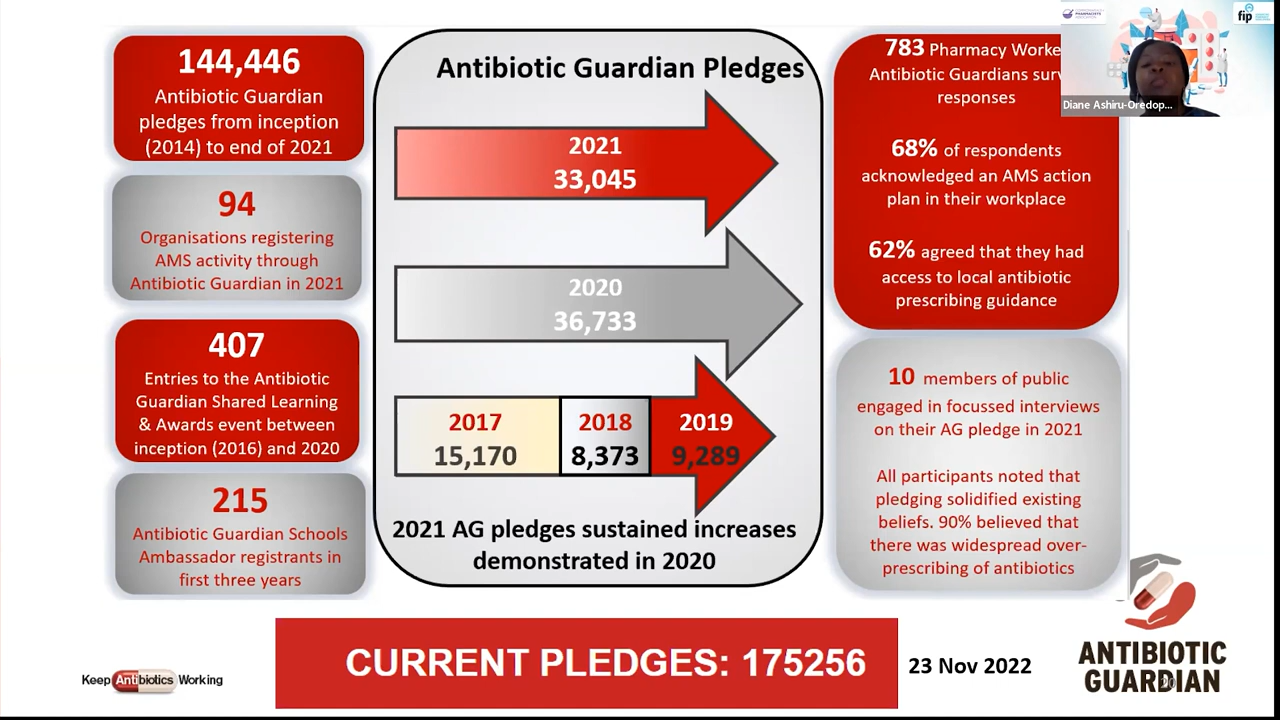 144,446
Antibiotic Guardian
pledges from inception
(2014) to end of 2021
94
Organisations registering
AMS activity through
Antibiotic Guardian in 2021
407
Entries to the Antibiotic
Guardian Shared Learning
& Awards event between
inception (2016) and 2020
215
Antibiotic Guardian Schools
Ambassador registrants in
first three years
Antibiotic Guardian Pledges
2021
33,045
2020
36,733
2017
15,170
2018
8,373
2019
9,289
2021 AG pledges sustained increases
demonstrated in 2020
783 Pharmacy Worke
Antibiotic Guardians surv
responses
68% of respondents
acknowledged an AMS action
plan in their workplace
62% agreed that they had
access to local antibiotic
prescribing guidance
10 members of public
engaged in focussed interviews
on their AG pledge in 2021
All participants noted that
pledging solidified existing
beliefs. 90% believed that
there was widespread over-
prescribing of antibiotics
fip
Diane Ashiru-Oredop...
Keep Antibiotics Working
CURRENT PLEDGES: 175256
23 Nov 2022
ANTIBIOTIC
GUARDIAN
20